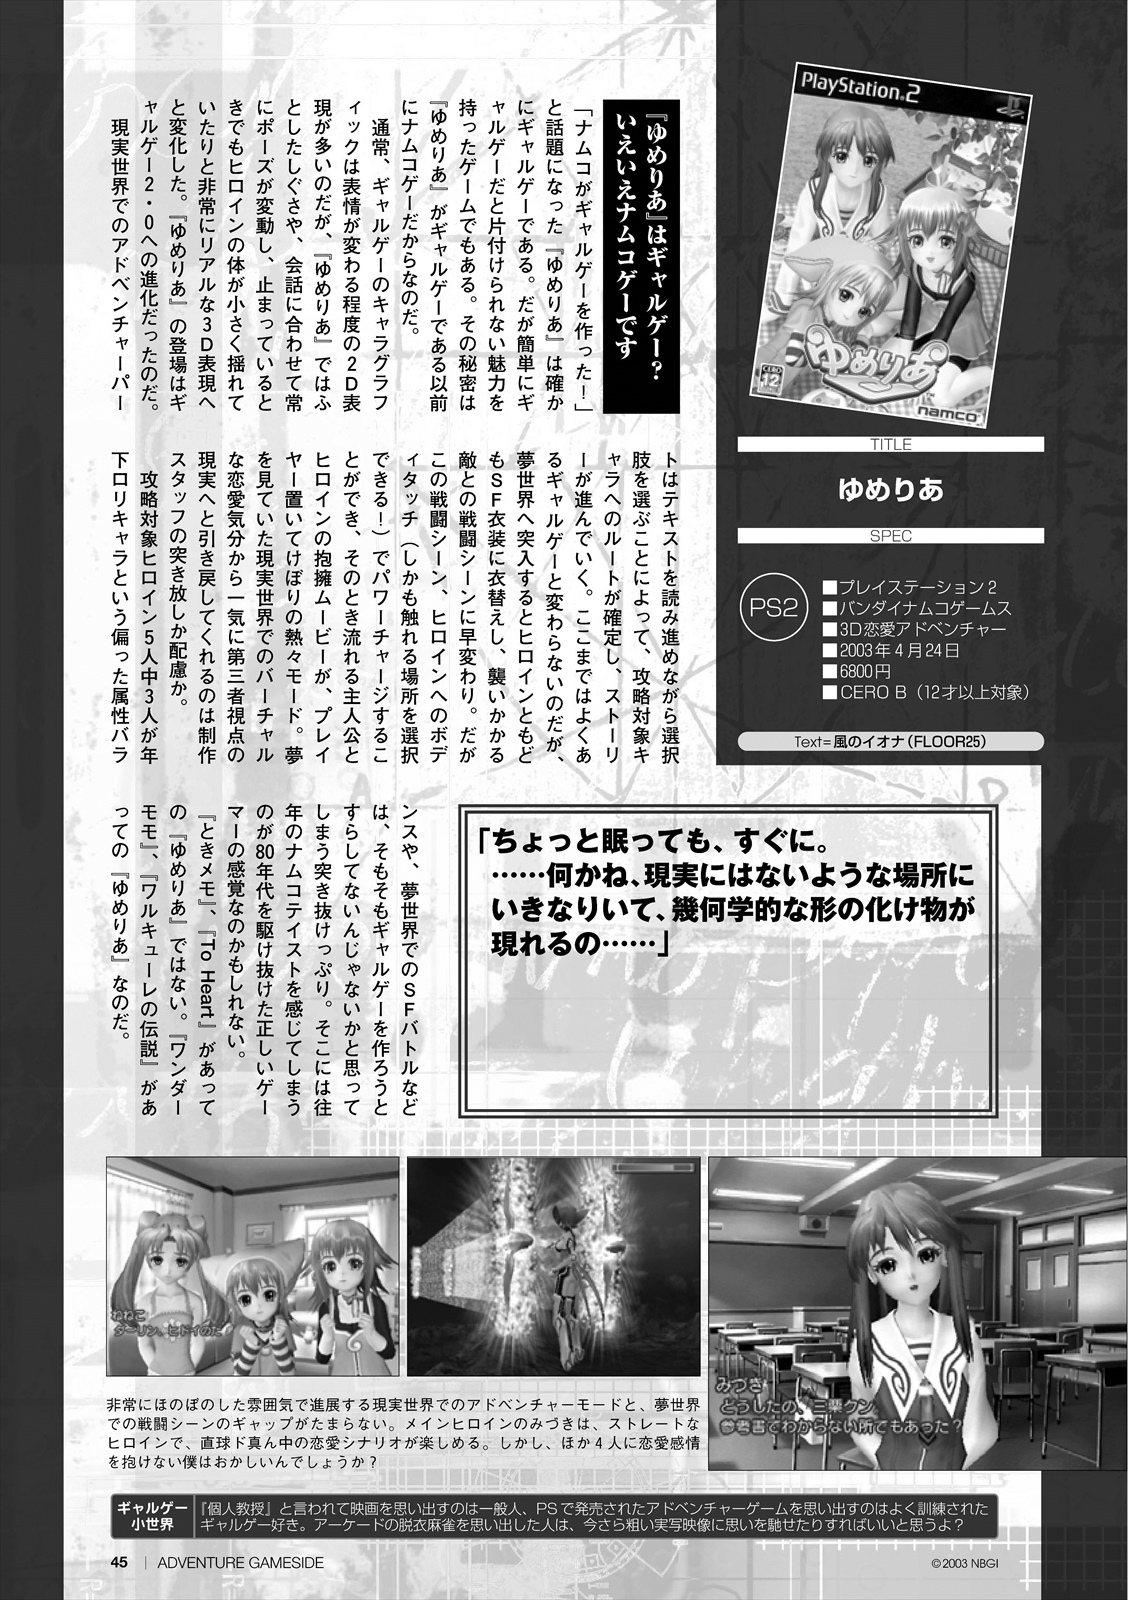 PlayStation 2
ゆめりあ
CERO
12
namco
TITLE
ゆめりあ
SPEC
PS2
■プレイステーション2
■バンダイナムコゲームス
■3D恋愛アドベンチャー
■2003年4月24日
■6800円
■CERO B（12才以上対象）
Text=風のイオナ（FLOOR25）
『ゆめりあ』はギャルゲー？
いえいえナムコゲーです
「ナムコがギャルゲーを作った！」
と話題になった『ゆめりあ』は確か
にギャルゲーである。だが簡単にギ
ャルゲーだと片付けられない魅力を
持ったゲームでもある。その秘密は
『ゆめりあ』がギャルゲーである以前
にナムコゲーだからなのだ。
通常、ギャルゲーのキャラグラフ
ィックは表情が変わる程度の2D表
現が多いのだが、『ゆめりあ』ではふ
としたしぐさや、会話に合わせて常
にポーズが変動し、止まっていると
きでもヒロインの体が小さく揺れて
いたりと非常にリアルな3D表現へ
と変化した。『ゆめりあ』の登場はギ
ャルゲー2・0への進化だったのだ。
現実世界でのアドベンチャーパー
トはテキストを読み進めながら選択
肢を選ぶことによって、攻略対象キ
ャラへのルートが確定し、ストーリ
ーが進んでいく。ここまではよくあ
るギャルゲーと変わらないのだが、
夢世界へ突入するとヒロインともど
もSF衣装に衣替えし、襲いかかる
敵との戦闘シーンに早変わり。だが
この戦闘シーン、ヒロインへのボデ
ィタッチ（しかも触れる場所を選択
できる！）でパワーチャージするこ
とができ、そのとき流れる主人公と
ヒロインの抱擁ムービーが、プレイ
ヤー置いてけぼりの熱々モード。夢
を見ていた現実世界でのバーチャル
な恋愛気分から一気に第三者視点の
現実へと引き戻してくれるのは制作
スタッフの突き放しか配慮か。
攻略対象ヒロイン5人中3人が年
下ロリキャラという偏った属性バラ
ンスや、夢世界でのSFバトルなど
は、そもそもギャルゲーを作ろうと
すらしてないんじゃないかと思って
しまう突き抜けっぷり。そこには往
年のナムコテイストを感じてしまう
のが80年代を駆け抜けた正しいゲー
マーの感覚なのかもしれない。
『ときメモ』、『To Heart』があって
の『ゆめりあ』ではない。『ワンダー
モモ』、『ワルキューレの伝説』があ
っての『ゆめりあ』なのだ。
「ちょっと眠っても、すぐに。
……何かね、現実にはないような場所に
いきなりいて、幾何学的な形の化け物が
現れるの……」
ねねこ
ダーリン、ヒドイのだ
みづき
どうしたの、三葉クン
参考書でわからない所でもあった？
非常にほのぼのした雰囲気で進展する現実世界でのアドベンチャーモードと、夢世界
での戦闘シーンのギャップがたまらない。メインヒロインのみづきは、ストレートな
ヒロインで、直球ド真ん中の恋愛シナリオが楽しめる。しかし、ほか4人に恋愛感情
を抱けない僕はおかしいんでしょうか？
ギャルゲー
小世界
『個人教授』と言われて映画を思い出すのは一般人、PSで発売されたアドベンチャーゲームを思い出すのはよく訓練された
ギャルゲー好き。アーケードの脱衣麻雀を思い出した人は、今さら粗い実写映像に思いを馳せたりすればいいと思うよ？
45 | ADVENTURE GAMESIDE
©2003 NBGI